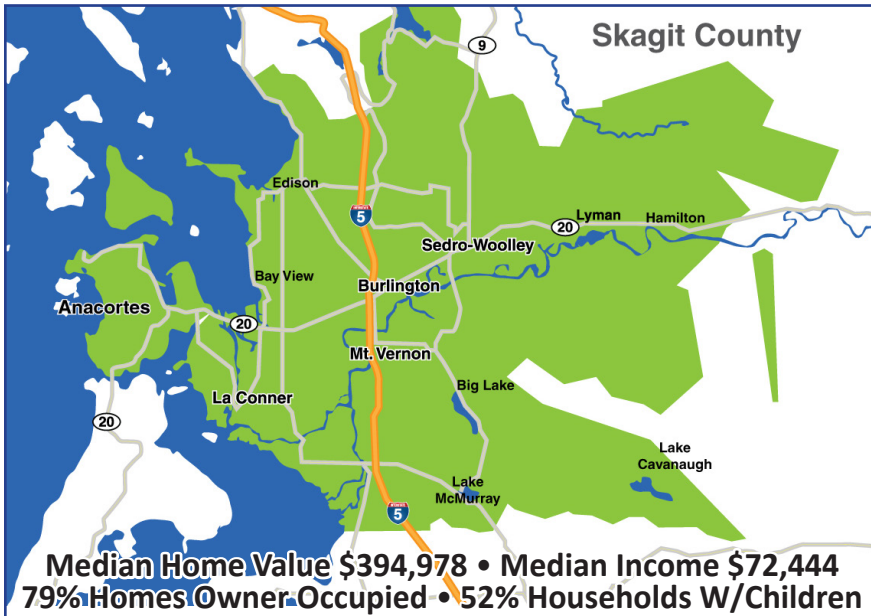 Skagit County
9
Edison
5
Lyman
Hamilton
20
Sedro-Woolley
Bay View
Burlington
Anacortes
20
Mt. Vernon
Big Lake
La Conner
20
Lake
Cavanaugh
Lake
McMurray
5
Median Home Value $394,978 • Median Income $72,444
79% Homes Owner Occupied • 52% Households W/Children